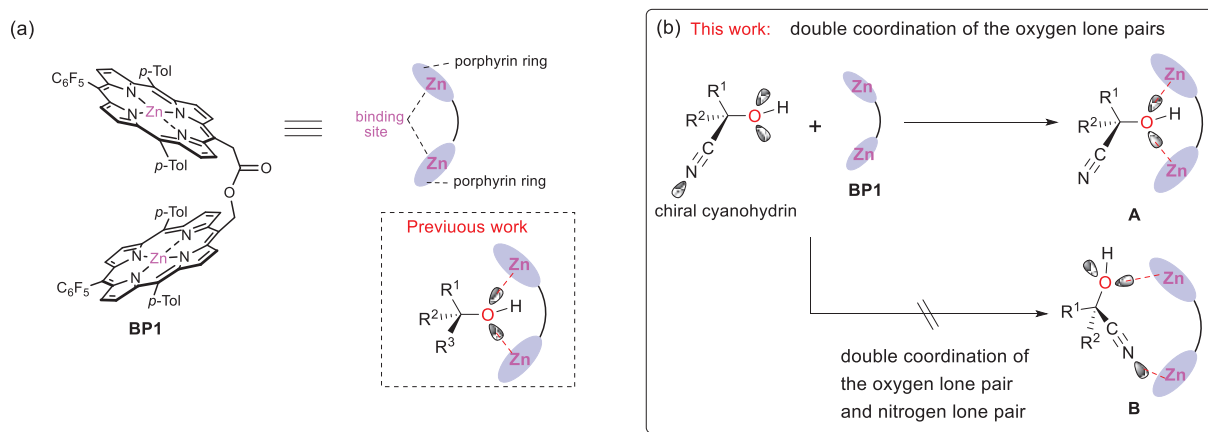 (a)
p-Tol
C6F5
N
N
Zn
N
N
p-Tol
O
O
p-Tol
N
N
Zn
N
N
C6F5
p-Tol
BP1
porphyrin ring
Zn
binding
site
Zn
porphyrin ring
Previuous work
Zn
R1
R2
O
H
R3
Zn
(b) This work: double coordination of the oxygen lone pairs
R1
R2
O
H
N
chiral cyanohydrin
+
Zn
Zn
BP1
Zn
R1
R2
O
H
N
Zn
A
double coordination of
the oxygen lone pair
and nitrogen lone pair
H
O
Zn
R1
R2
N
Zn
B